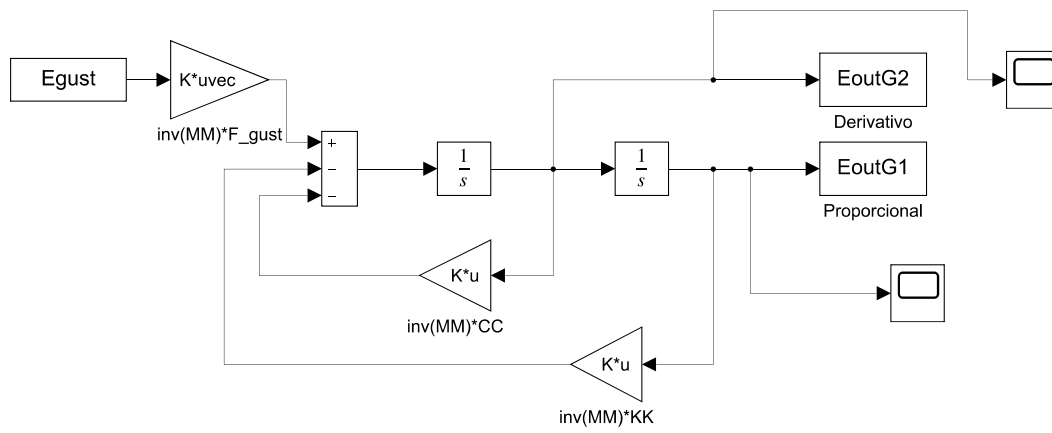 Egust
K*uvec
inv(MM)*F_gust
+
−
−
1
s
1
s
EoutG2
Derivativo
EoutG1
Proporcional
K*u
inv(MM)*CC
K*u
inv(MM)*KK